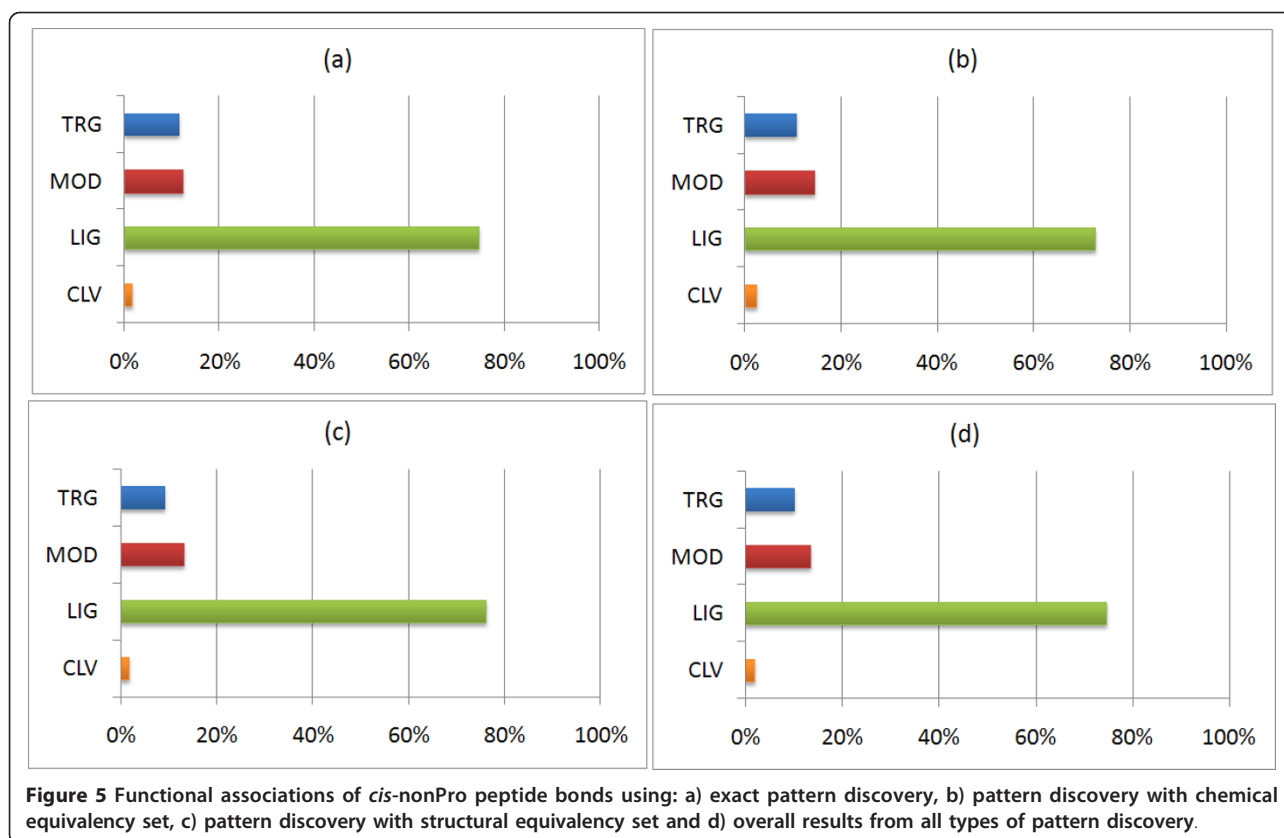 (a)
TRG
MOD
LIG
CLV
0% 20% 40% 60% 80% 100%
(b)
TRG
MOD
LIG
CLV
0% 20% 40% 60% 80% 100%
(c)
TRG
MOD
LIG
CLV
0% 20% 40% 60% 80% 100%
(d)
TRG
MOD
LIG
CLV
0% 20% 40% 60% 80% 100%
Figure 5 Functional associations of cis-nonPro peptide bonds using: a) exact pattern discovery, b) pattern discovery with chemical
equivalency set, c) pattern discovery with structural equivalency set and d) overall results from all types of pattern discovery.